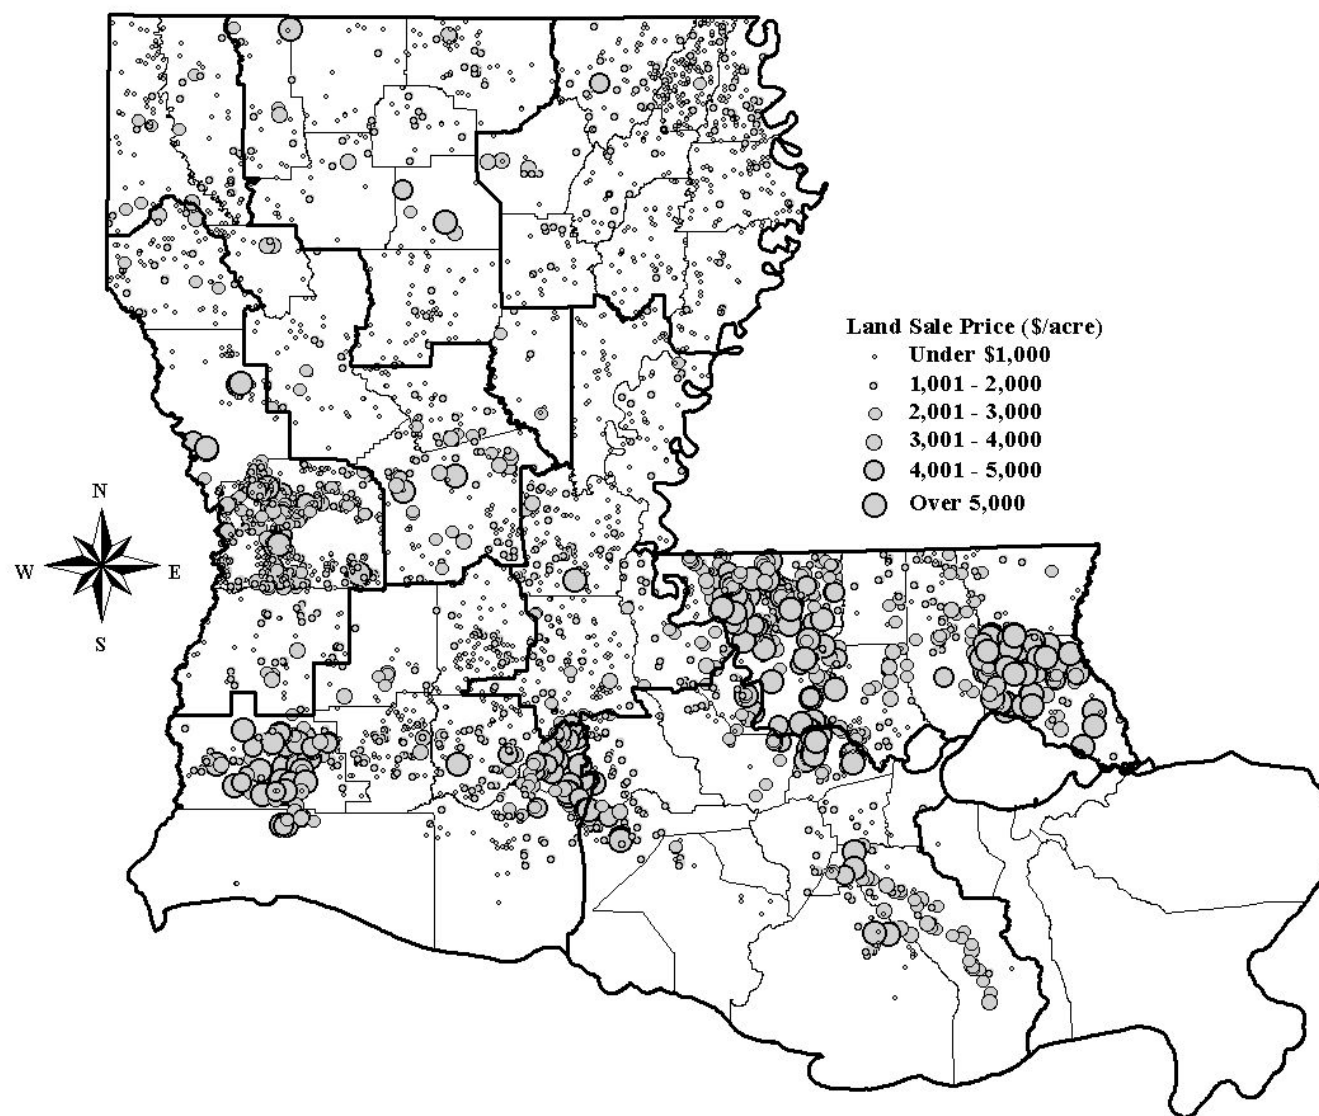 Land Sale Price ($/acre)
Under $1,000
1,001 - 2,000
2,001 - 3,000
3,001 - 4,000
4,001 - 5,000
Over 5,000
N
W
E
S